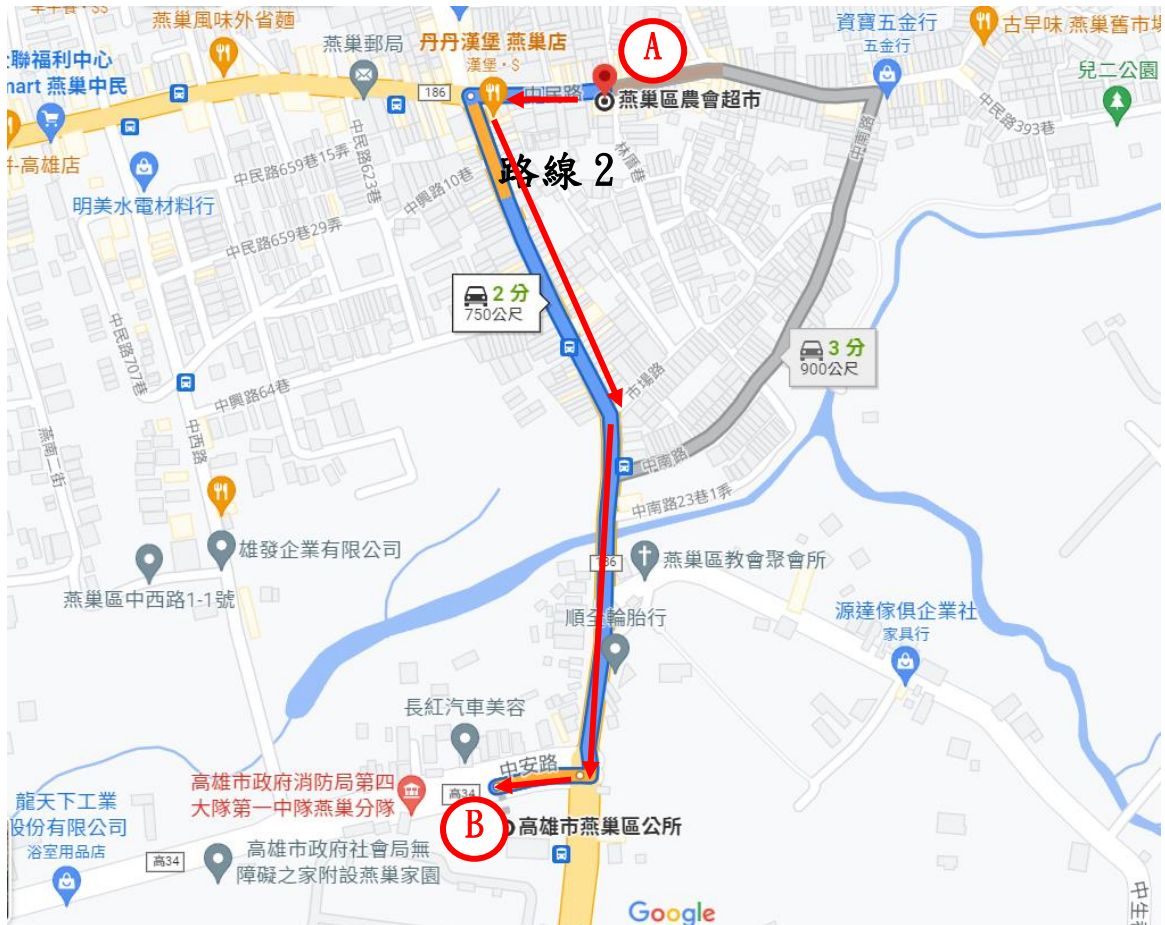 燕巢風味外省麵
燕巢郵局
丹丹漢堡 燕巢店
漢堡·$
A
資寶五金行
五金行
古早味 燕巢舊市場
兒二公園
聯福利中心
mart 燕巢中民
186
中民路
燕巢區農會超市
中民路393巷
中南路
林厝巷
路線 2
高雄店
明美水電材料行
中民路659巷15弄
中民路623巷
中興路10巷
中民路659巷29弄
2 分
750公尺
3 分
900公尺
中民路707巷
中興路64巷
市場路
中西路
燕南二街
中南路
中南路23巷1弄
雄發企業有限公司
燕巢區中西路1-1號
186
燕巢區教會聚會所
順全輪胎行
源達傢俱企業社
家具行
長紅汽車美容
中安路
高雄市政府消防局第四
大隊第一中隊燕巢分隊
高34
B
高雄市燕巢區公所
龍天下工業
股份有限公司
浴室用品店
高34
高雄市政府社會局無
障礙之家附設燕巢家園
Google